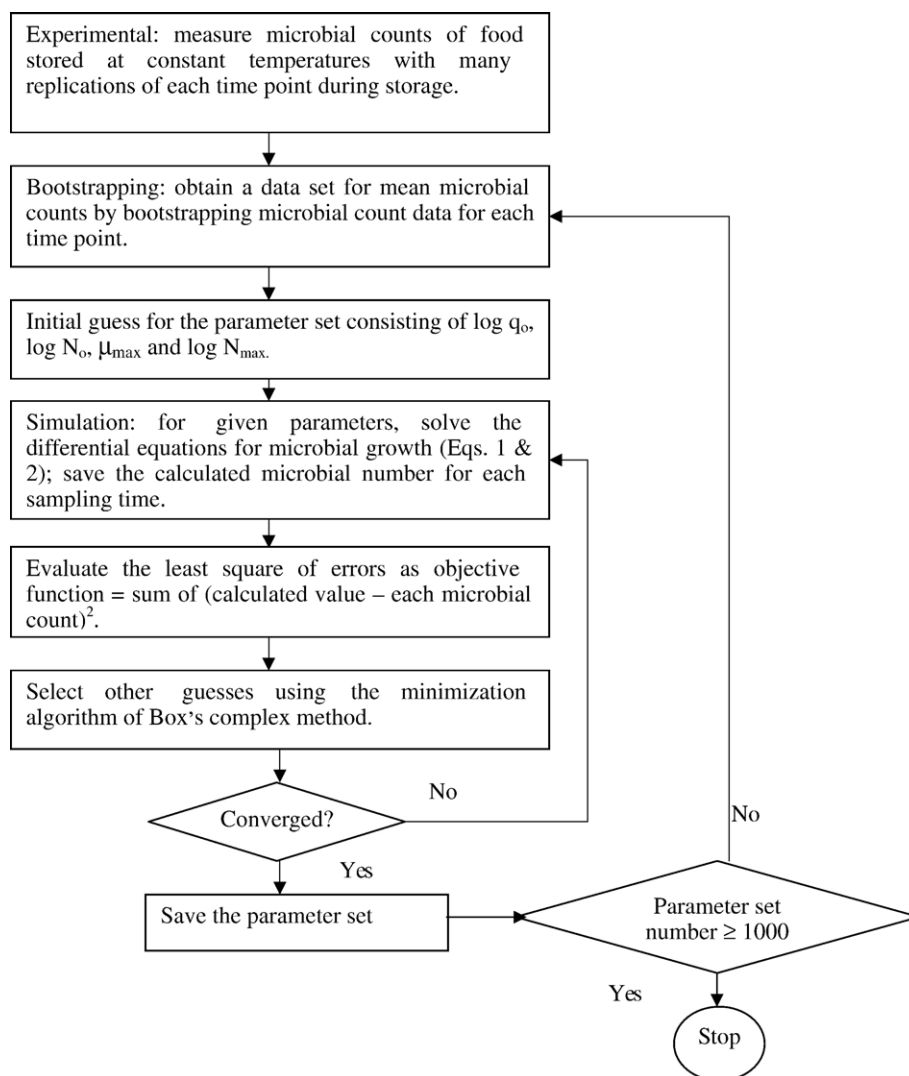 Experimental: measure microbial counts of food
stored at constant temperatures with many
replications of each time point during storage.
Bootstrapping: obtain a data set for mean microbial
counts by bootstrapping microbial count data for each
time point.
Initial guess for the parameter set consisting of log qₒ,
log Nₒ, μmax and log Nmax.
Simulation: for given parameters, solve the
differential equations for microbial growth (Eqs. 1 &
2); save the calculated microbial number for each
sampling time.
Evaluate the least square of errors as objective
function = sum of (calculated value – each microbial
count)².
Select other guesses using the minimization
algorithm of Box's complex method.
No
Converged?
No
Yes
Save the parameter set
Parameter set
number ≥ 1000
Yes
Stop